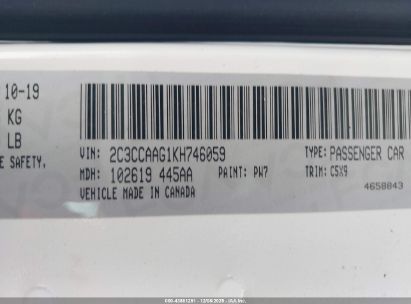 10-19
KG
LB
E SAFETY,
VIN: 2C3CCAAG1KH746059 TYPE: PASSENGER CAR
MDH: 102619 445AA PAINT: PW7 TRIM: C5X9
VEHICLE MADE IN CANADA 4658843